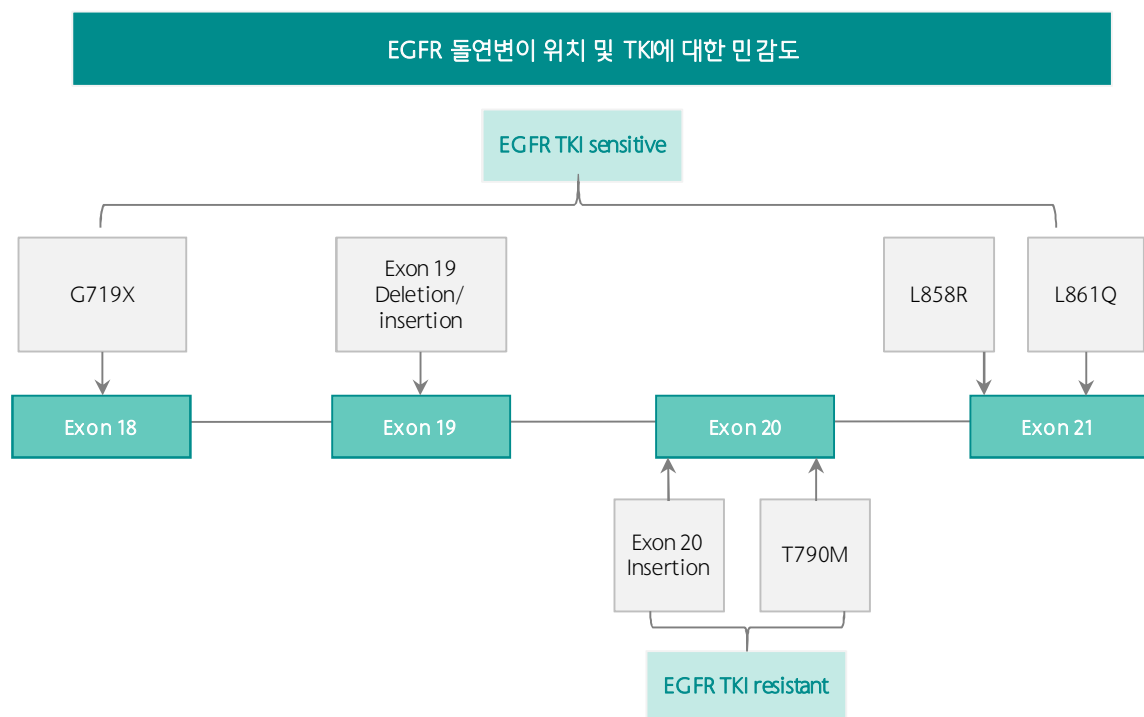 EGFR 돌연변이 위치 및 TKI에 대한 민감도
EGFR TKI sensitive
G719X
Exon 19
Deletion/
insertion
L858R
L861Q
Exon 18
Exon 19
Exon 20
Exon 21
Exon 20
Insertion
T790M
EGFR TKI resistant